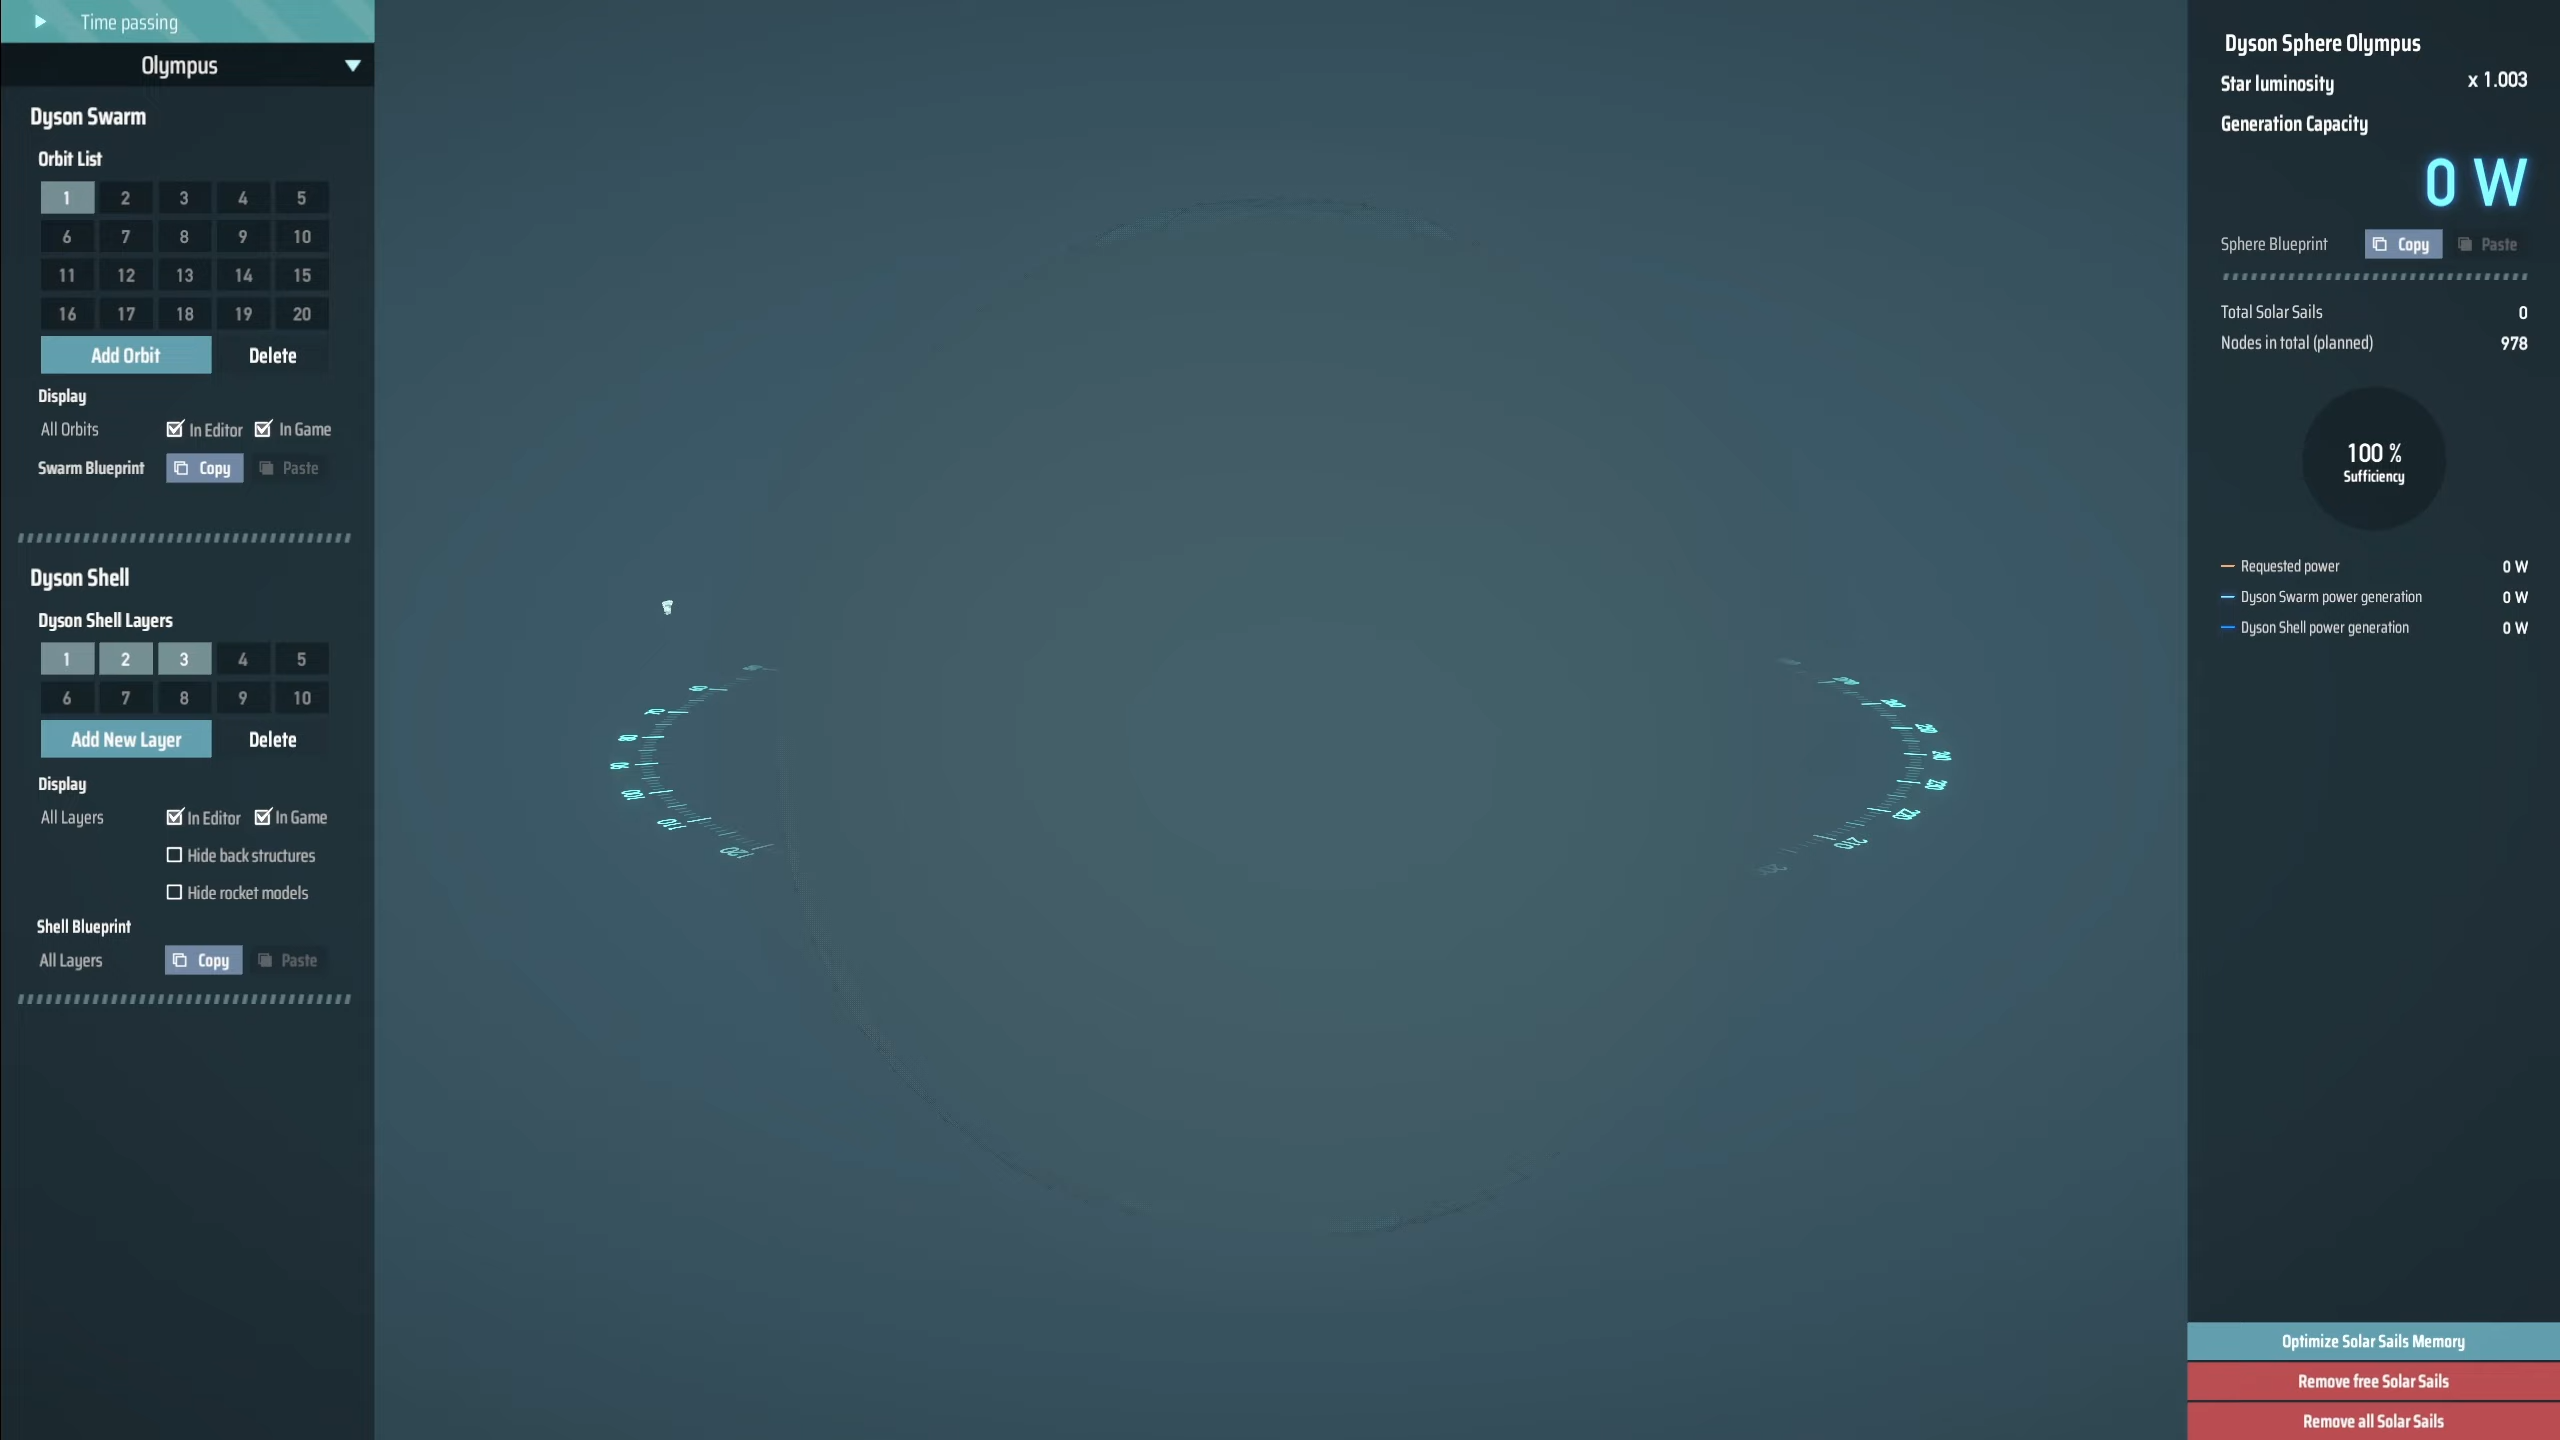 Time passing
Olympus
Dyson Swarm
Orbit List
1 2 3 4 5
6 7 8 9 10
11 12 13 14 15
16 17 18 19 20
Add Orbit Delete
Display
All Orbits In Editor In Game
Swarm Blueprint Copy Paste
Dyson Shell
Dyson Shell Layers
1 2 3 4 5
6 7 8 9 10
Add New Layer Delete
Display
All Layers In Editor In Game
Hide back structures
Hide rocket models
Shell Blueprint
All Layers Copy Paste
100
110
120
210
Dyson Sphere Olympus
Star luminosity x 1.003
Generation Capacity
0 W
Sphere Blueprint Copy Paste
Total Solar Sails 0
Nodes in total (planned) 978
100 %
Sufficiency
Requested power 0 W
Dyson Swarm power generation 0 W
Dyson Shell power generation 0 W
Optimize Solar Sails Memory
Remove free Solar Sails
Remove all Solar Sails